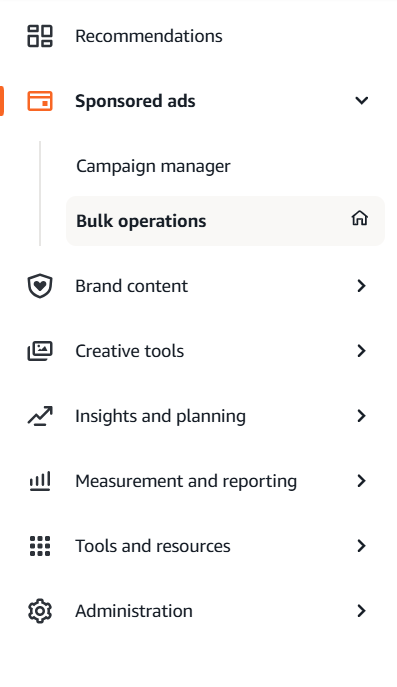 Recommendations
Sponsored ads
Campaign manager
Bulk operations
Brand content
Creative tools
Insights and planning
Measurement and reporting
Tools and resources
Administration